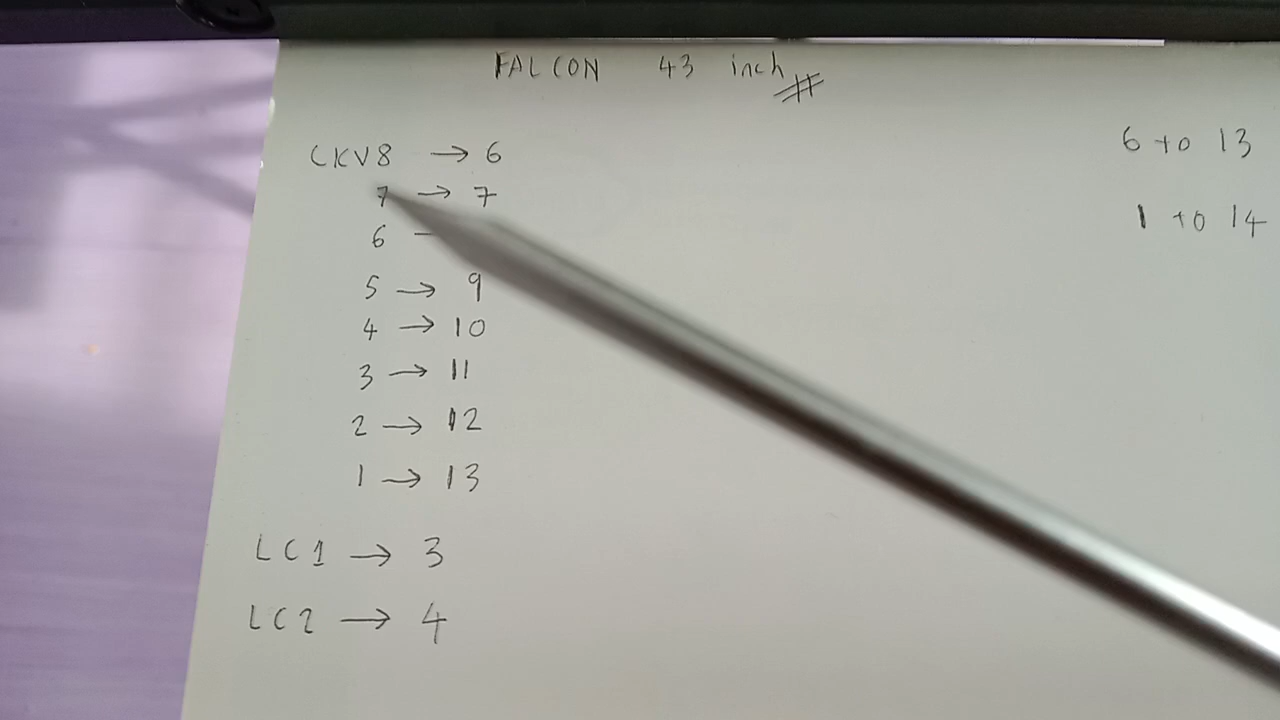 FALCON 43 inch
CKV8 → 6
7 → 7
6
5 → 9
4 → 10
3 → 11
2 → 12
1 → 13
LC1 → 3
LC2 → 4
6 to 13
1 to 14